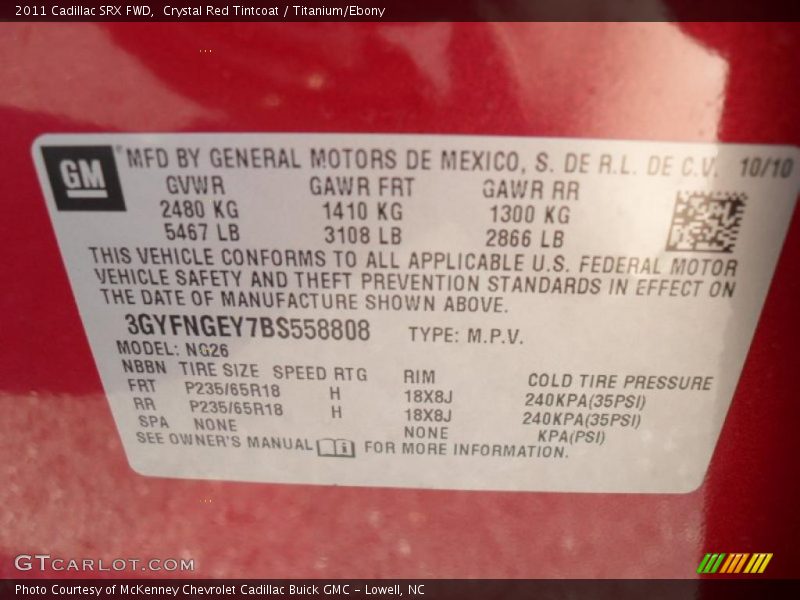 2011 Cadillac SRX FWD,  Crystal Red Tintcoat / Titanium/Ebony
GM
® MFD BY GENERAL MOTORS DE MEXICO, S. DE R.L. DE C.V. 10/10
GVWR GAWR FRT GAWR RR
2480 KG 1410 KG 1300 KG
5467 LB 3108 LB 2866 LB
THIS VEHICLE CONFORMS TO ALL APPLICABLE U.S. FEDERAL MOTOR
VEHICLE SAFETY AND THEFT PREVENTION STANDARDS IN EFFECT ON
THE DATE OF MANUFACTURE SHOWN ABOVE.
3GYFNGEY7BS558808 TYPE: M.P.V.
MODEL: NG26
NBBN TIRE SIZE SPEED RTG RIM COLD TIRE PRESSURE
FRT P235/65R18 H 18X8J 240KPA(35PSI)
RR P235/65R18 H 18X8J 240KPA(35PSI)
SPA NONE NONE KPA(PSI)
SEE OWNER'S MANUAL i FOR MORE INFORMATION.
GTCARLOT.COM
Photo Courtesy of McKenney Chevrolet Cadillac Buick GMC - Lowell, NC